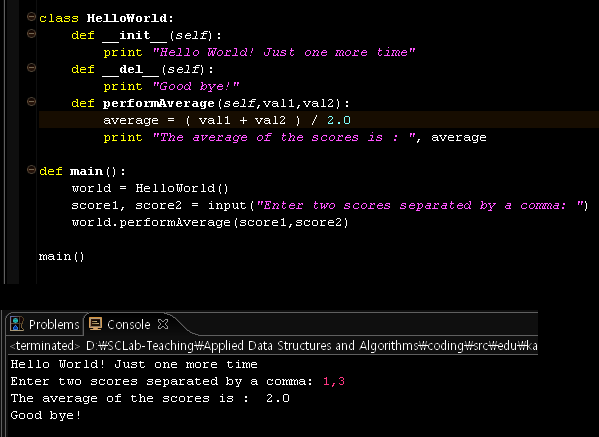 class HelloWorld:
    def __init__(self):
        print "Hello World! Just one more time"
    def __del__(self):
        print "Good bye!"
    def performAverage(self,val1,val2):
        average = ( val1 + val2 ) / 2.0
        print "The average of the scores is : ", average
def main():
    world = HelloWorld()
    score1, score2 = input("Enter two scores separated by a comma: ")
    world.performAverage(score1,score2)
main()
Problems Console
<terminated> D:₩SCLab-Teaching₩Applied Data Structures and Algorithms₩coding₩src₩edu₩ka
Hello World! Just one more time
Enter two scores separated by a comma: 1,3
The average of the scores is :  2.0
Good bye!